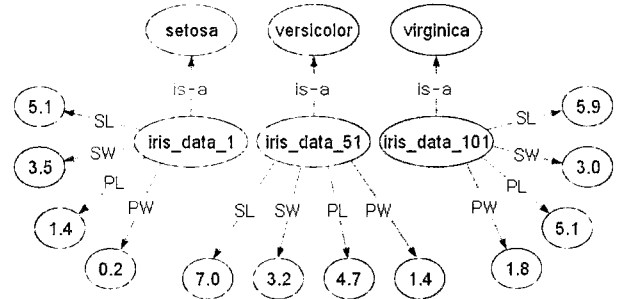 setosa versicolor virginica
is-a is-a is-a
5.1 SL iris_data_1 iris_data_51 iris_data_101 SL 5.9
3.5 SW SW 3.0
PL PL
1.4 PW SL SW PL PW 5.1
0.2 7.0 3.2 4.7 1.4 1.8 PW